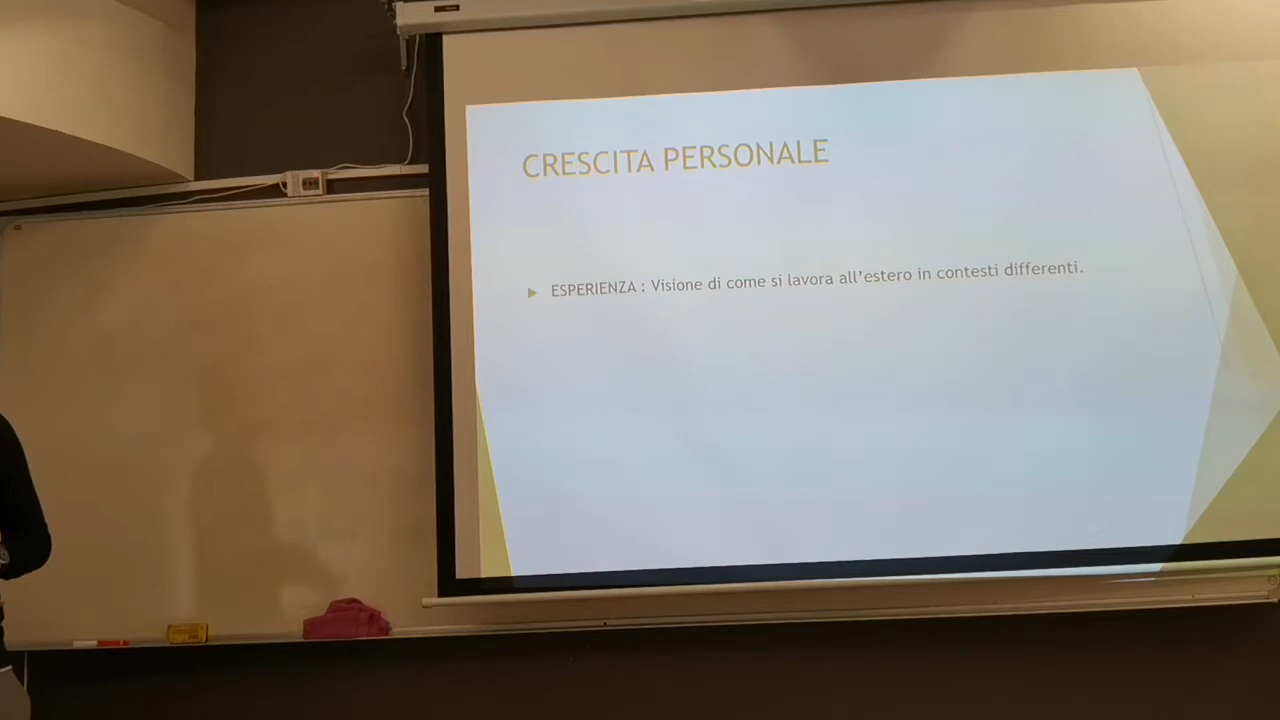 CRESCITA PERSONALE
ESPERIENZA : Visione di come si lavora all’estero in contesti differenti.